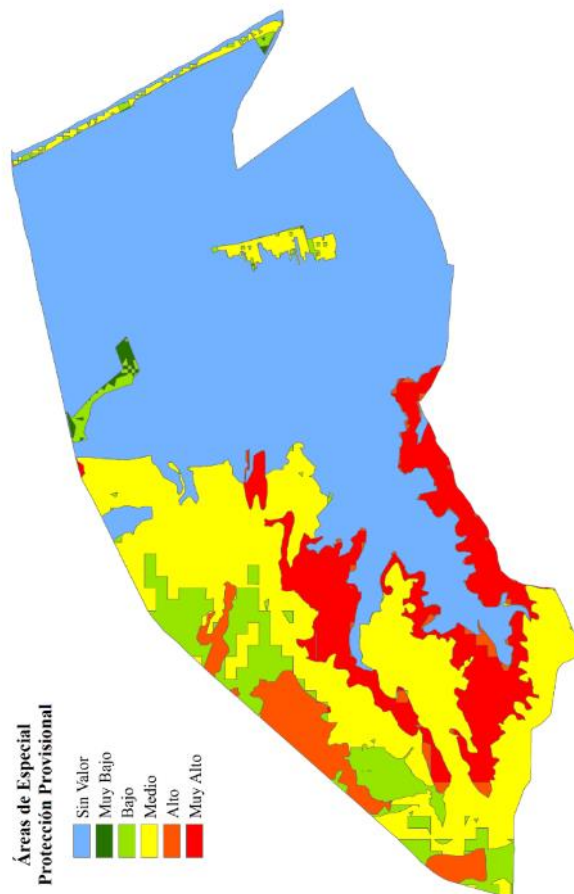 Áreas de Especial
Protección Provisional
Sin Valor
Muy Bajo
Bajo
Medio
Alto
Muy Alto